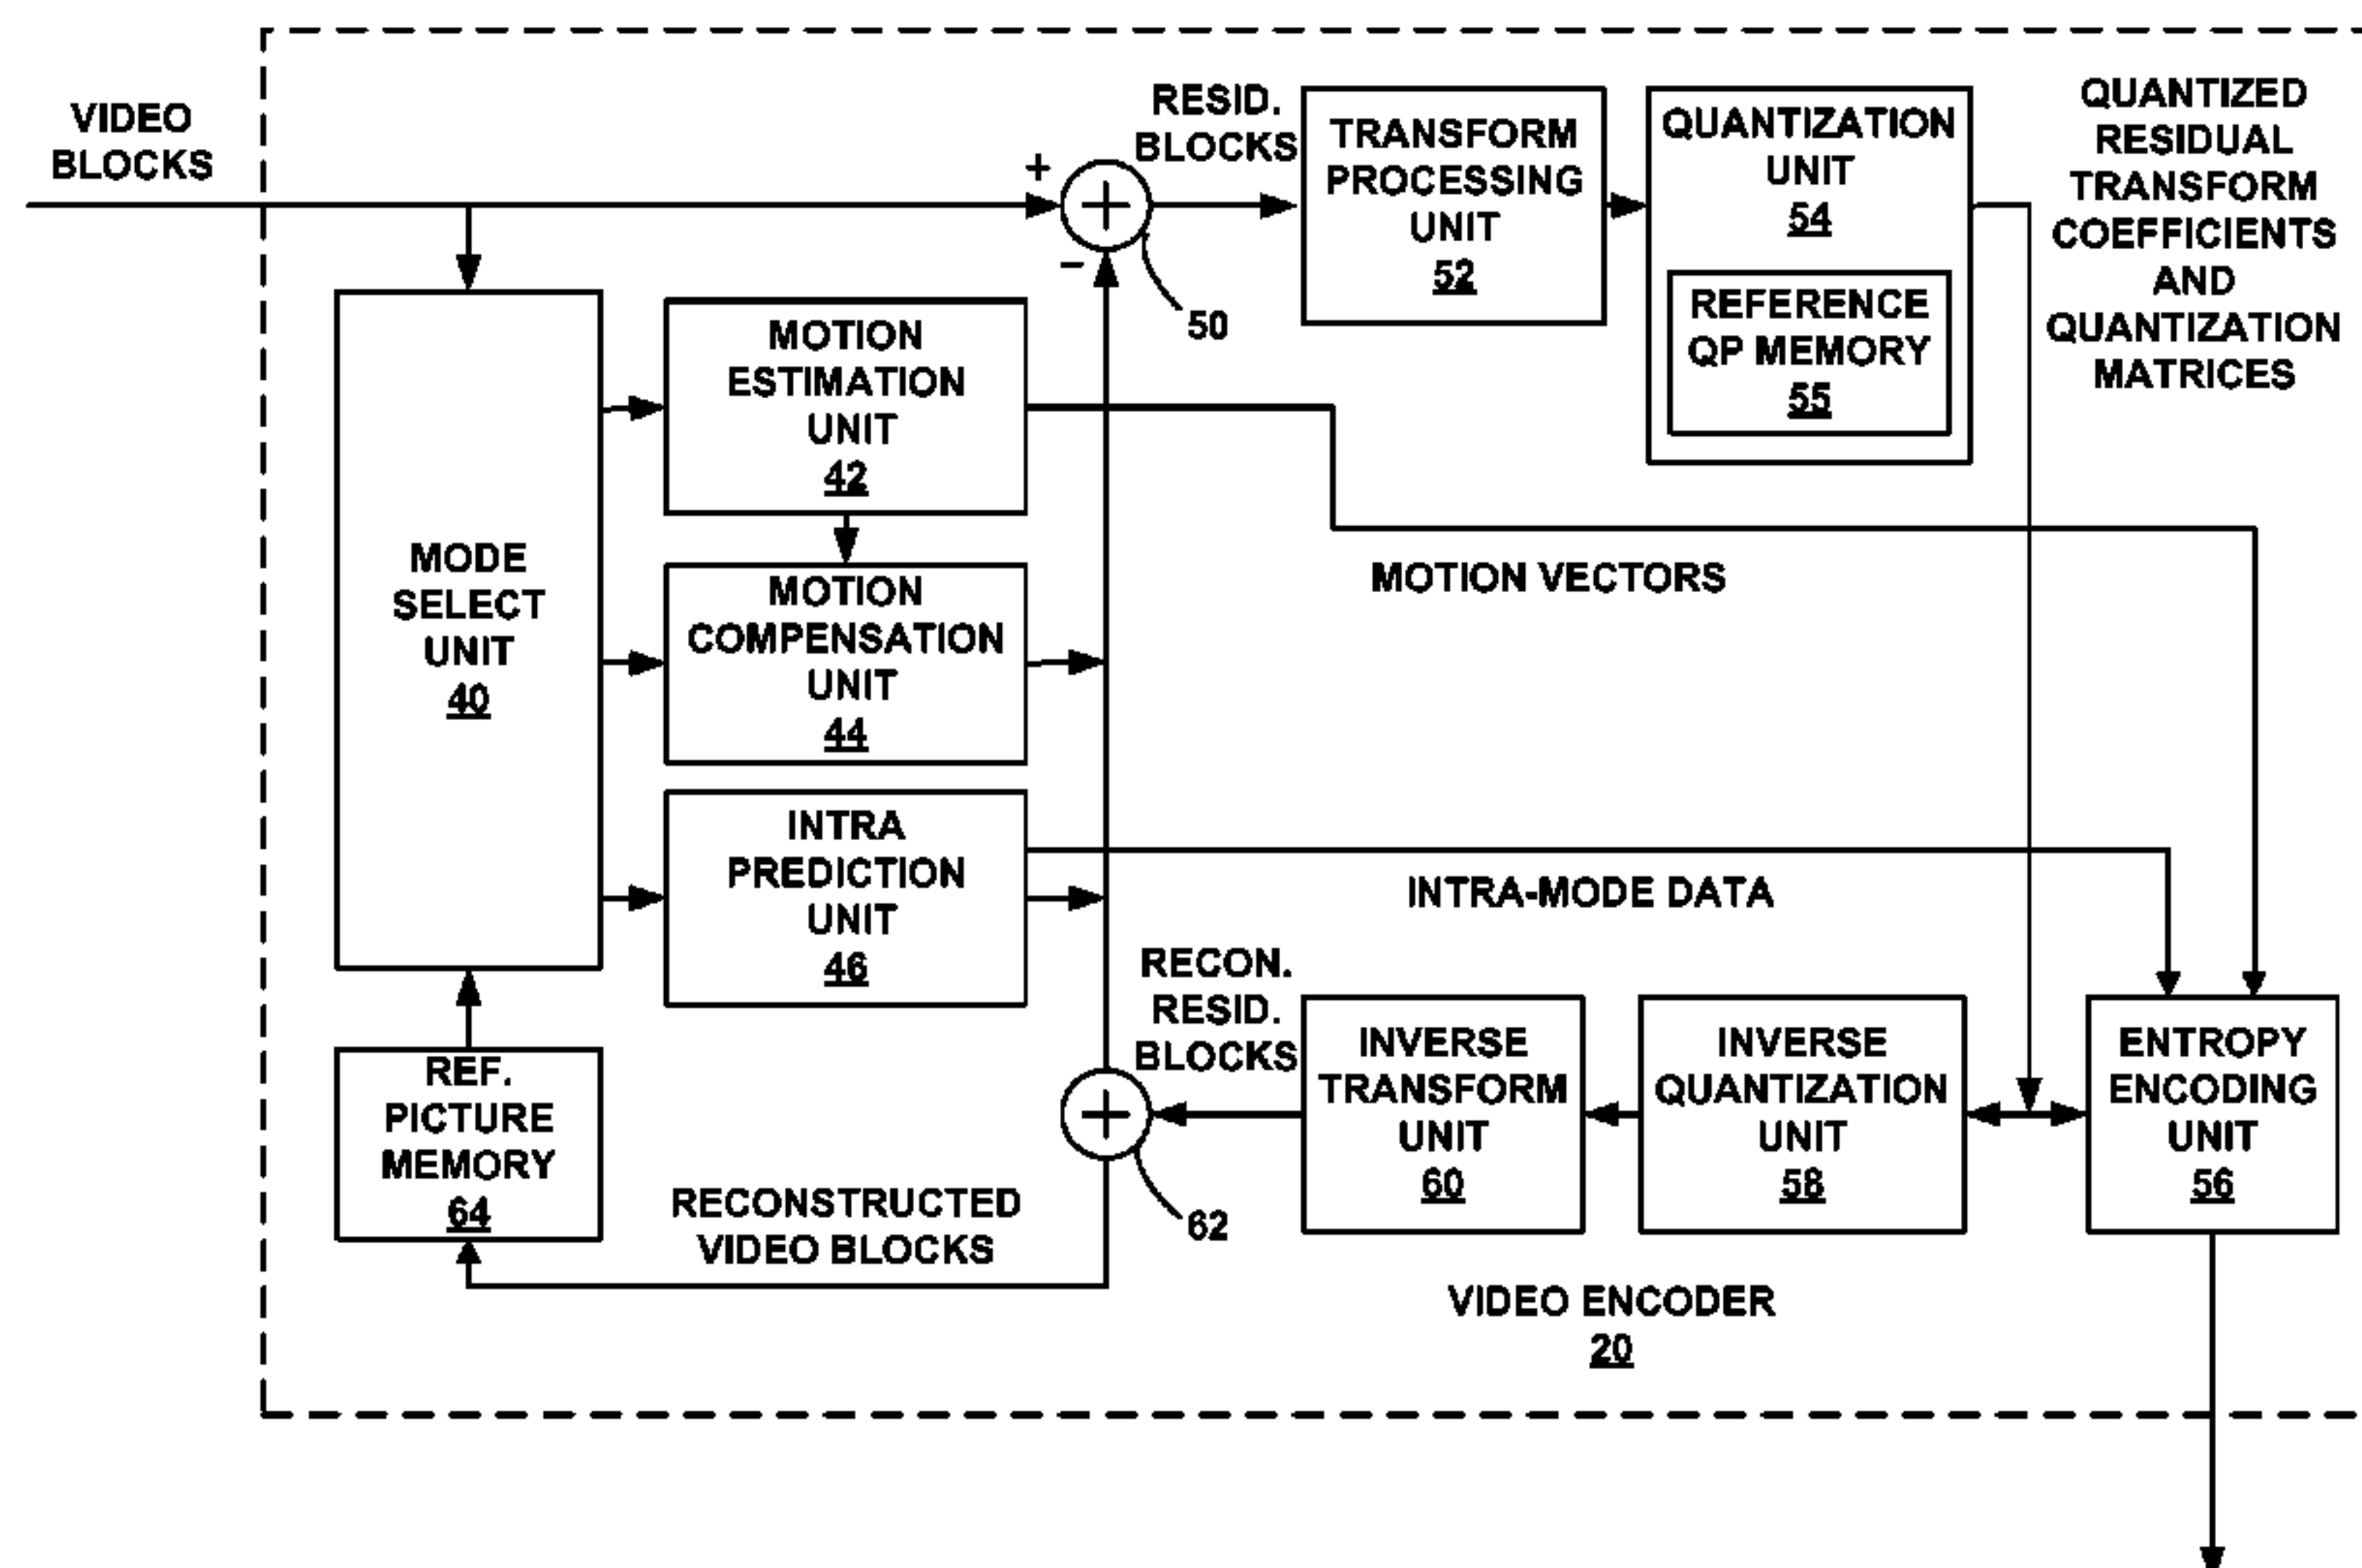 VIDEO
BLOCKS
+
−
50
RESID.
BLOCKS
TRANSFORM
PROCESSING
UNIT
52
QUANTIZATION
UNIT
54
REFERENCE
QP MEMORY
55
QUANTIZED
RESIDUAL
TRANSFORM
COEFFICIENTS
AND
QUANTIZATION
MATRICES
MODE
SELECT
UNIT
40
MOTION
ESTIMATION
UNIT
42
MOTION VECTORS
MOTION
COMPENSATION
UNIT
44
INTRA
PREDICTION
UNIT
46
INTRA-MODE DATA
REF.
PICTURE
MEMORY
64
RECONSTRUCTED
VIDEO BLOCKS
62
RECON.
RESID.
BLOCKS
INVERSE
TRANSFORM
UNIT
60
INVERSE
QUANTIZATION
UNIT
58
ENTROPY
ENCODING
UNIT
56
VIDEO ENCODER
20